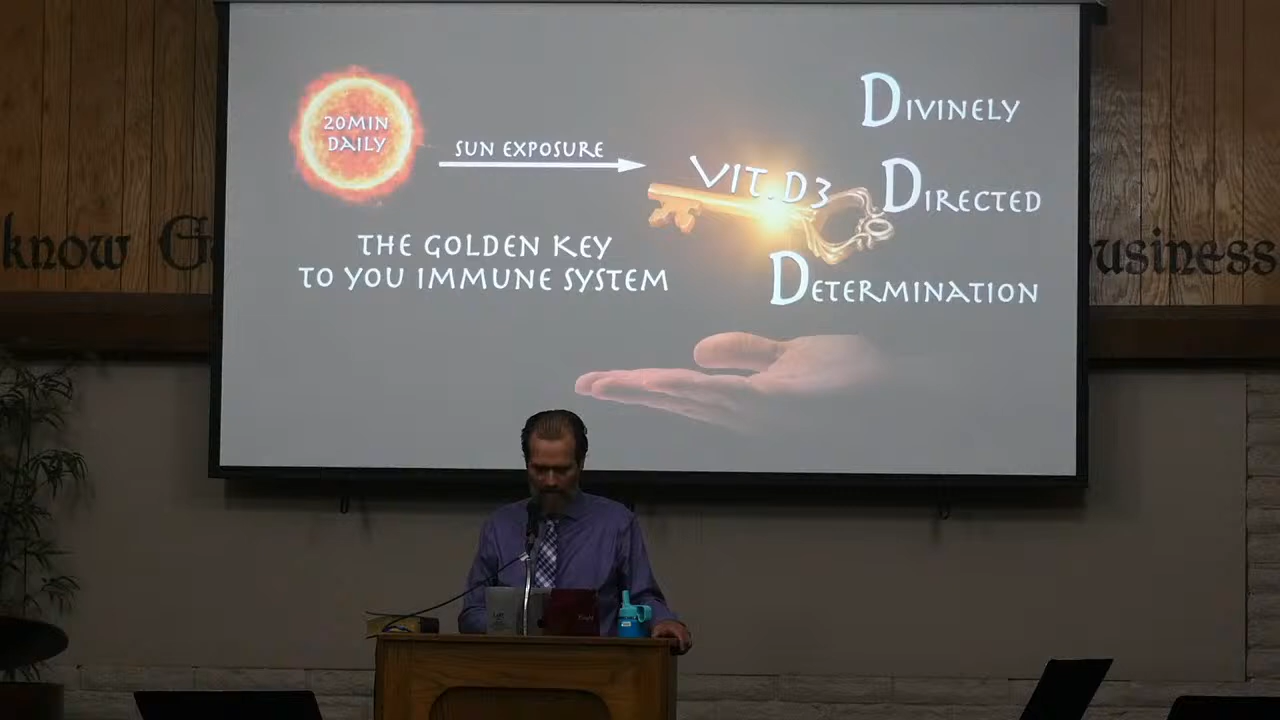 20MIN
DAILY
SUN EXPOSURE
VIT.D3
DIVINELY
DIRECTED
DETERMINATION
THE GOLDEN KEY
TO YOU IMMUNE SYSTEM
know
usiness